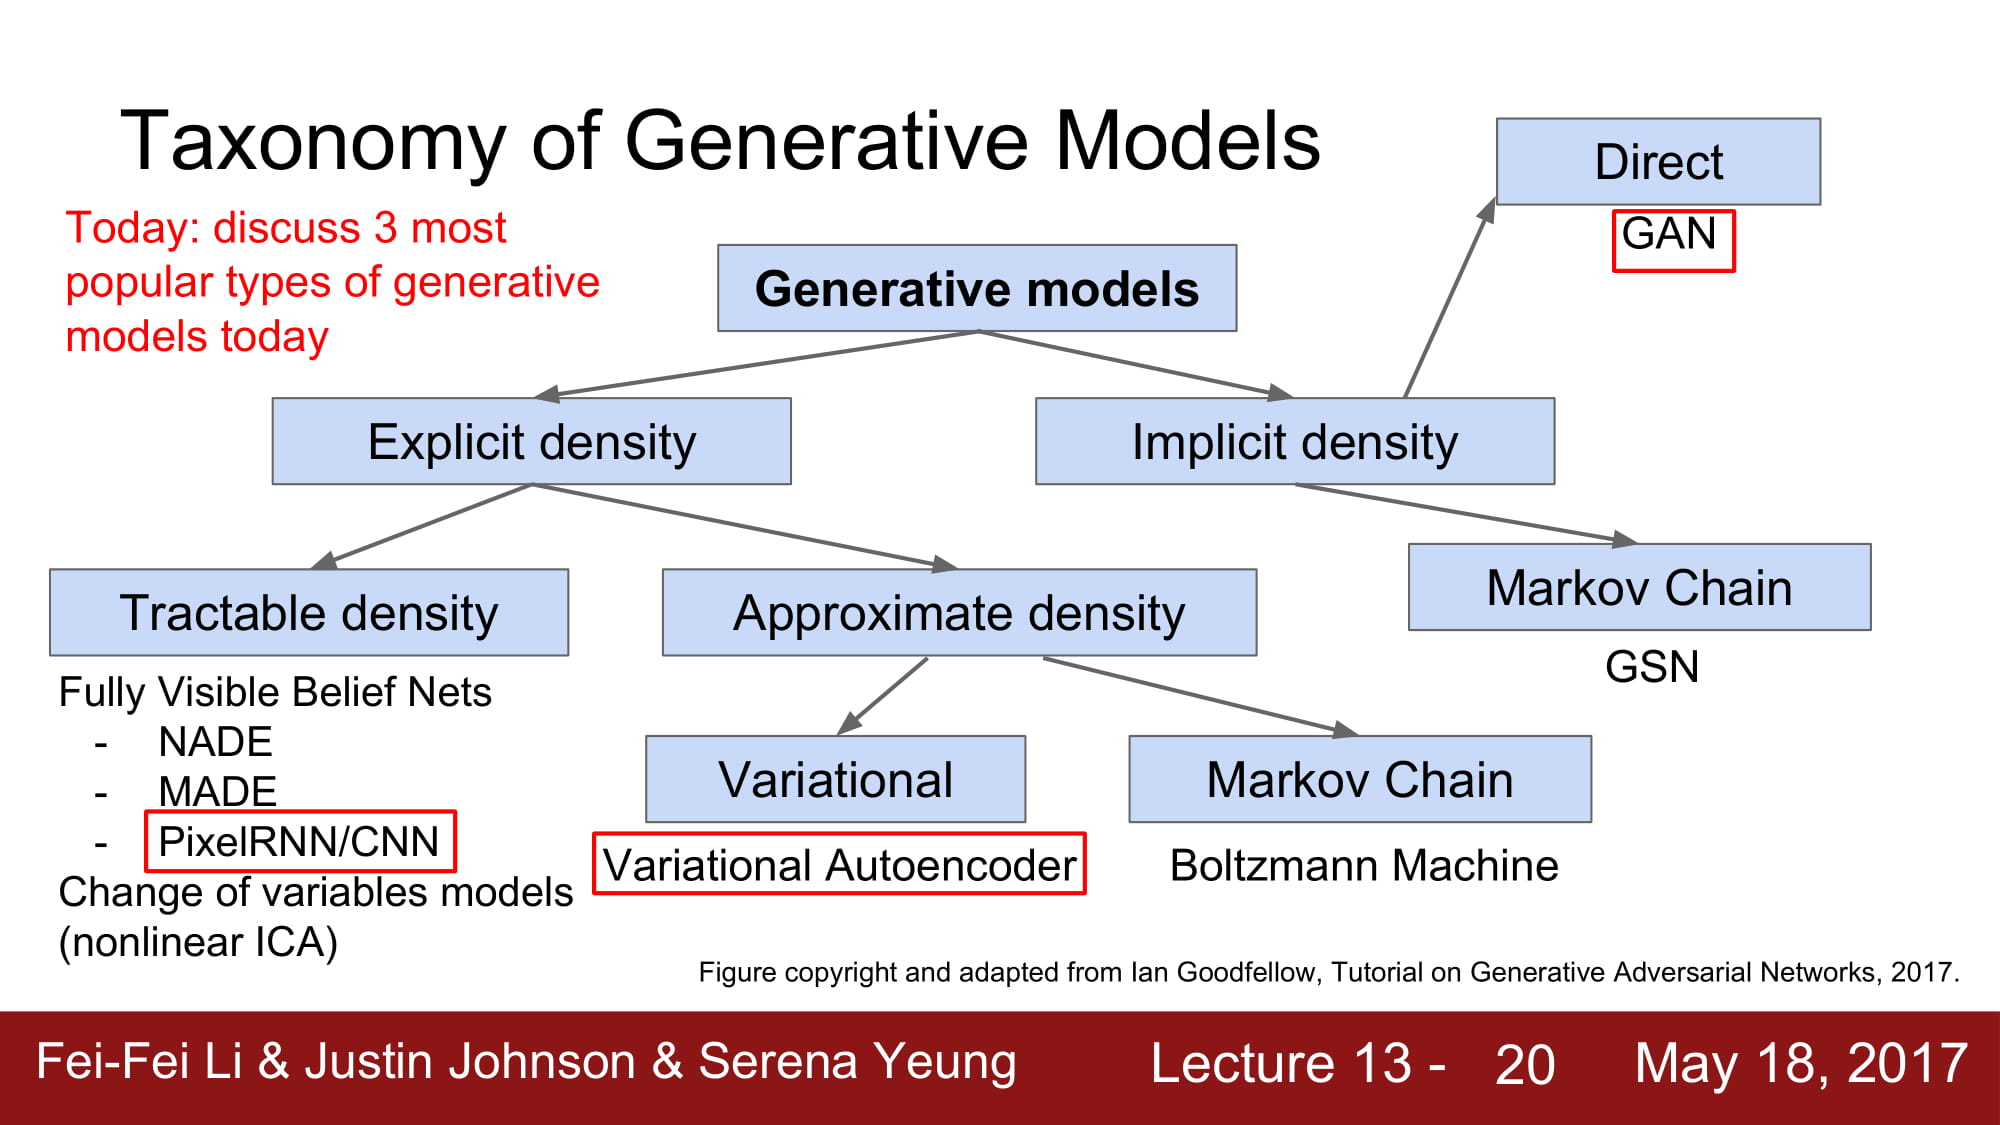 Taxonomy of Generative Models
Today: discuss 3 most
popular types of generative
models today
Direct
GAN
Generative models
Explicit density
Implicit density
Tractable density
Approximate density
Markov Chain
GSN
Fully Visible Belief Nets
- NADE
- MADE
- PixelRNN/CNN
Change of variables models
(nonlinear ICA)
Variational
Variational Autoencoder
Markov Chain
Boltzmann Machine
Figure copyright and adapted from Ian Goodfellow, Tutorial on Generative Adversarial Networks, 2017.
Fei-Fei Li & Justin Johnson & Serena Yeung Lecture 13 - 20 May 18, 2017